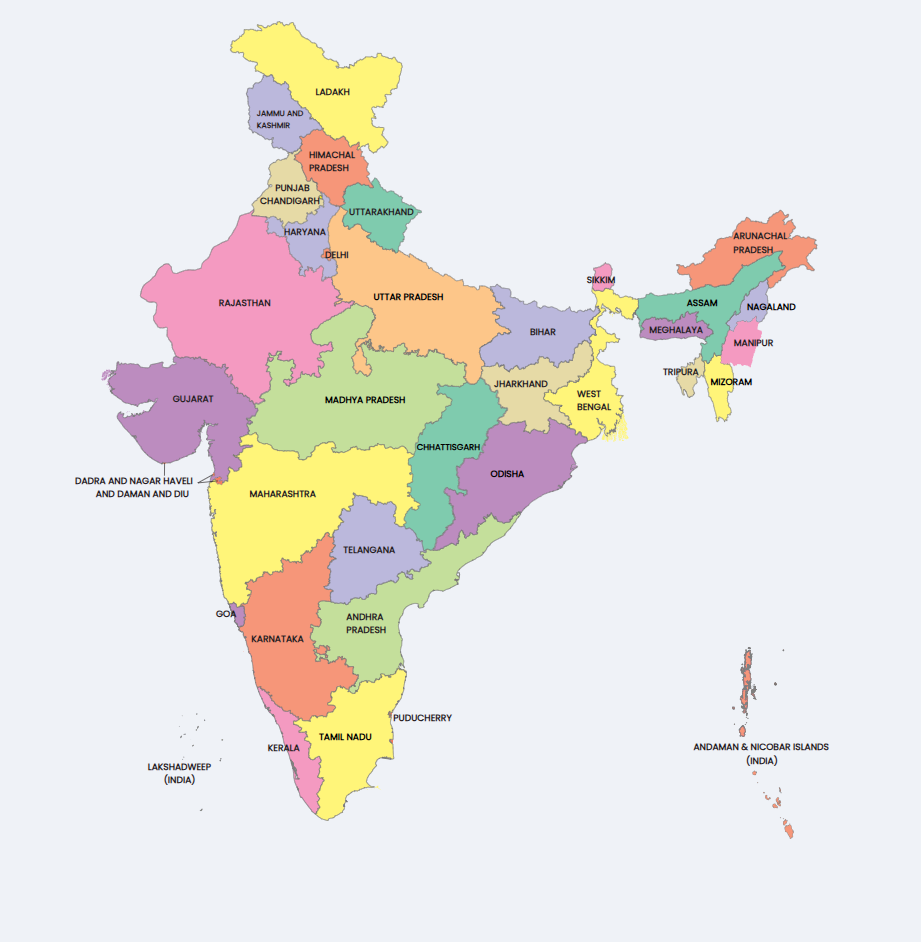 LADAKH
JAMMU AND
KASHMIR
HIMACHAL
PRADESH
PUNJAB
CHANDIGARH
UTTARAKHAND
HARYANA
DELHI
ARUNACHAL
PRADESH
SIKKIM
RAJASTHAN
UTTAR PRADESH
ASSAM
NAGALAND
BIHAR
MEGHALAYA
MANIPUR
TRIPURA
MIZORAM
JHARKHAND
WEST
BENGAL
GUJARAT
MADHYA PRADESH
CHHATTISGARH
ODISHA
DADRA AND NAGAR HAVELI
AND DAMAN AND DIU
MAHARASHTRA
TELANGANA
GOA
ANDHRA
PRADESH
KARNATAKA
PUDUCHERRY
TAMIL NADU
KERALA
LAKSHADWEEP
(INDIA)
ANDAMAN & NICOBAR ISLANDS
(INDIA)